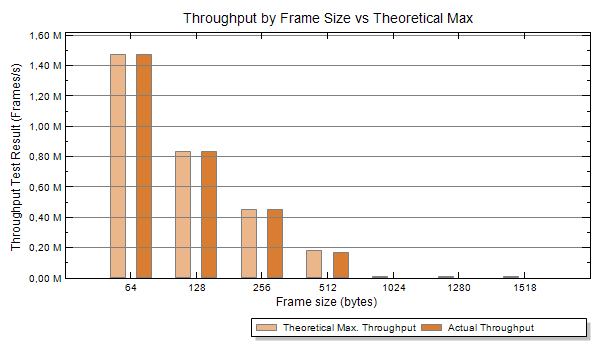 Throughput by Frame Size vs Theoretical Max
Throughput Test Result (Frames/s)
1,60 M
1,40 M
1,20 M
1,00 M
0,80 M
0,60 M
0,40 M
0,20 M
0,00 M
64 128 256 512 1024 1280 1518
Frame size (bytes)
Theoretical Max. Throughput Actual Throughput